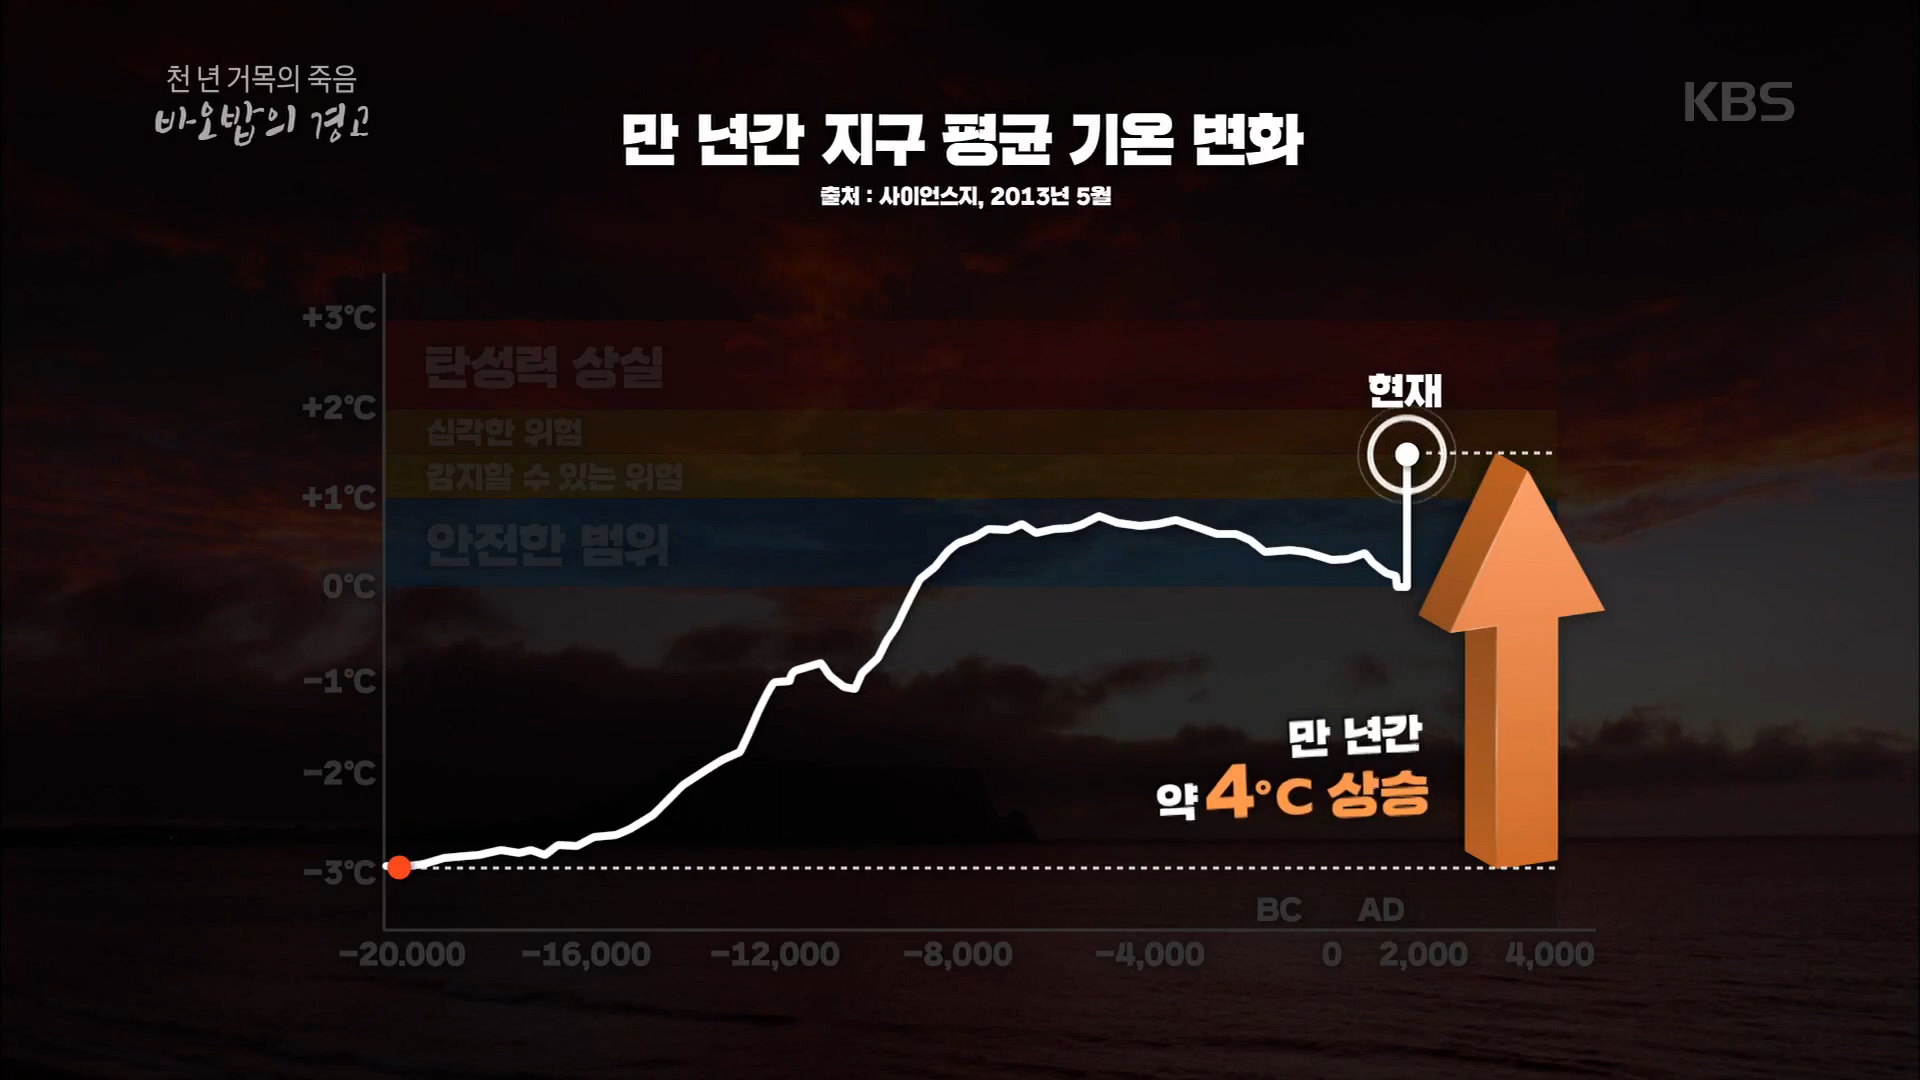 천 년 거목의 죽음
바오밥의 경고
KBS
만 년간 지구 평균 기온 변화
출처 : 사이언스지, 2013년 5월
+3℃
탄성력 상실
+2℃
심각한 위험
감지할 수 있는 위험
+1℃
안전한 범위
0℃
-1℃
-2℃
-3℃
현재
만 년간
약 4°C 상승
BC AD
-20.000 -16,000 -12,000 -8,000 -4,000 0 2,000 4,000